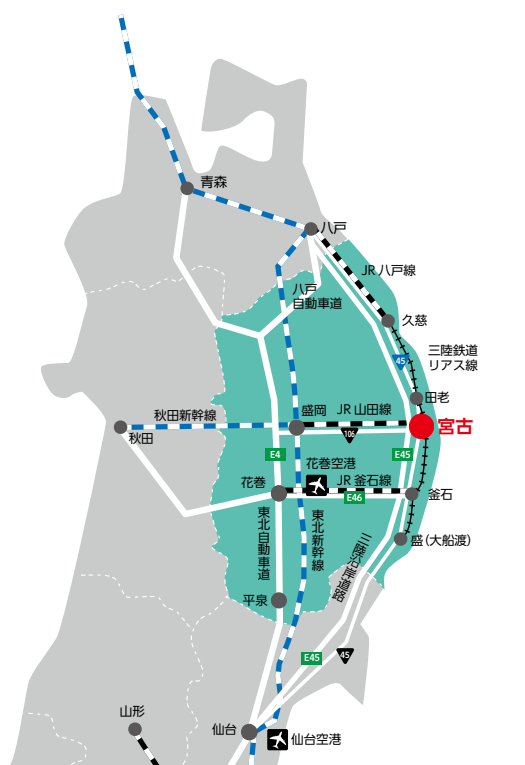 青森
八戸
JR 八戸線
八戸
自動車道
久慈
三陸鉄道
リアス線
45
田老
秋田新幹線
盛岡
JR 山田線
宮古
秋田
106
E4
E45
花巻空港
花巻
JR 釜石線
E46
釜石
東北自動車道
東北新幹線
三陸沿岸道路
盛(大船渡)
平泉
E45
45
山形
仙台
仙台空港